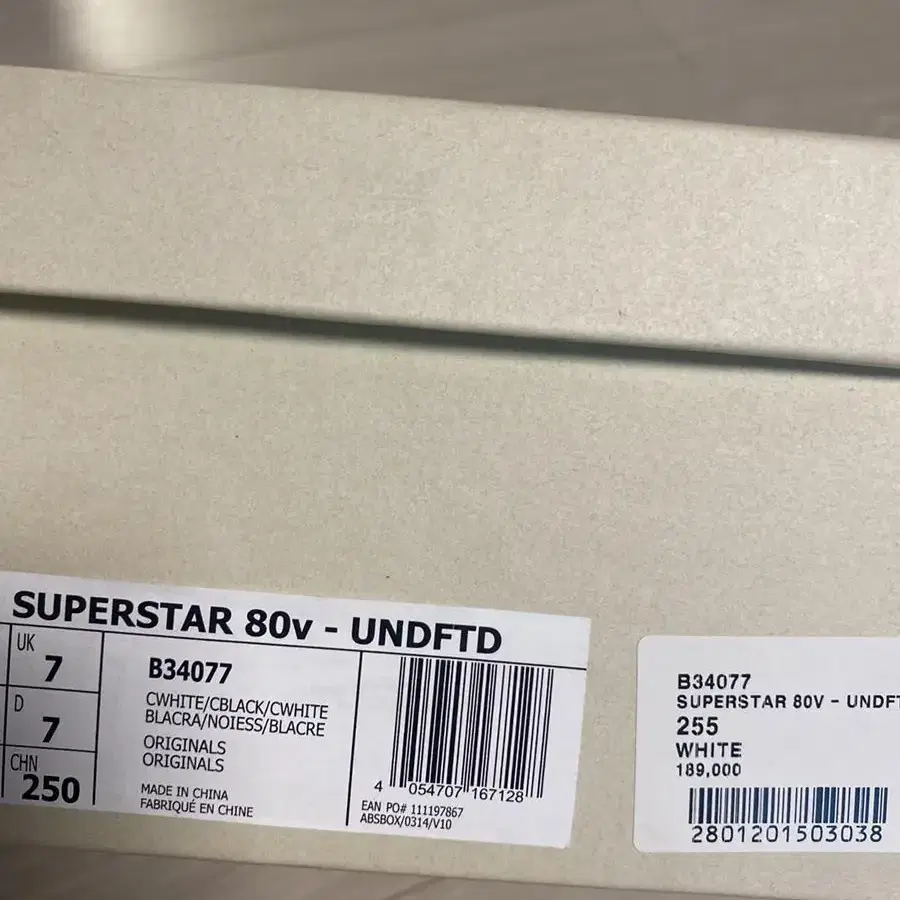 SUPERSTAR 80v - UNDFTD
UK
7
D
7
CHN
250
B34077
CWHITE/CBLACK/CWHITE
BLACRA/NOIESS/BLACRE
ORIGINALS
ORIGINALS
MADE IN CHINA
FABRIQUÉ EN CHINE
4 054707 167128
EAN PO# 111197867
ABSBOX/0314/V10
B34077
SUPERSTAR 80V - UNDFT
255
WHITE
189,000
2801201503038